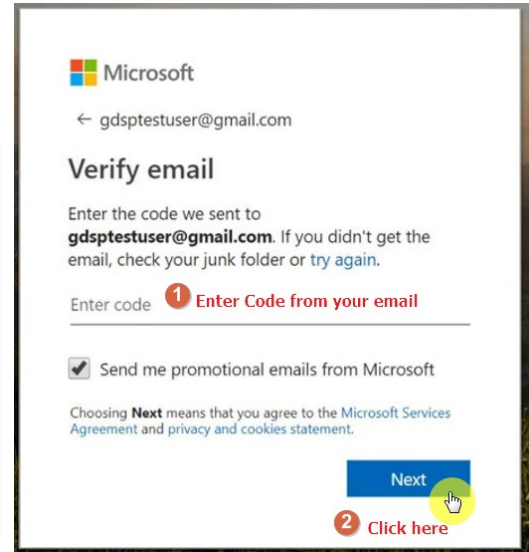 Microsoft
← gdsptestuser@gmail.com
Verify email
Enter the code we sent to
gdsptestuser@gmail.com. If you didn't get the
email, check your junk folder or try again.
Enter code 1 Enter Code from your email
Send me promotional emails from Microsoft
Choosing Next means that you agree to the Microsoft Services
Agreement and privacy and cookies statement.
Next
2 Click here